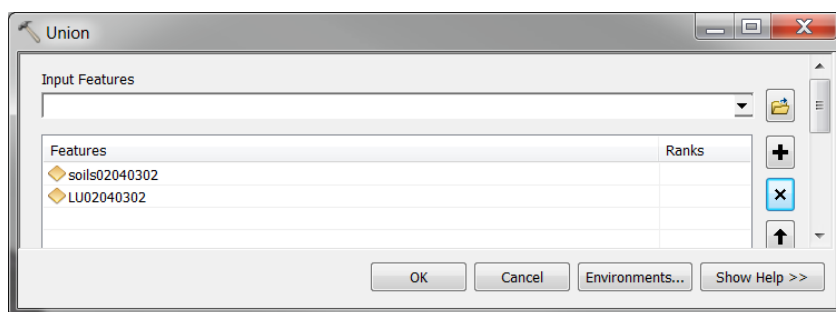 Union
Input Features
Features Ranks
soils02040302
LU02040302
OK Cancel Environments... Show Help >>